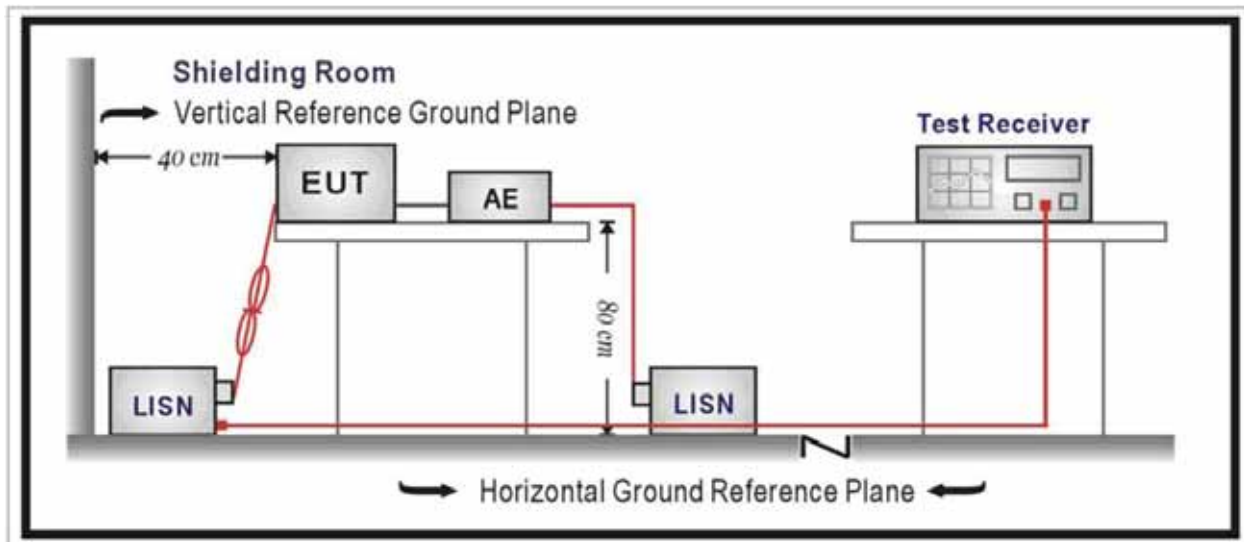 Shielding Room
Vertical Reference Ground Plane
40 cm
Test Receiver
EUT
AE
80 cm
LISN
LISN
Horizontal Ground Reference Plane